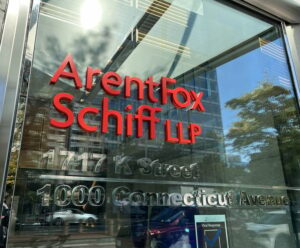 ArentFox
Schiff LLP
1717 K Street
1000 Connecticut Avenue